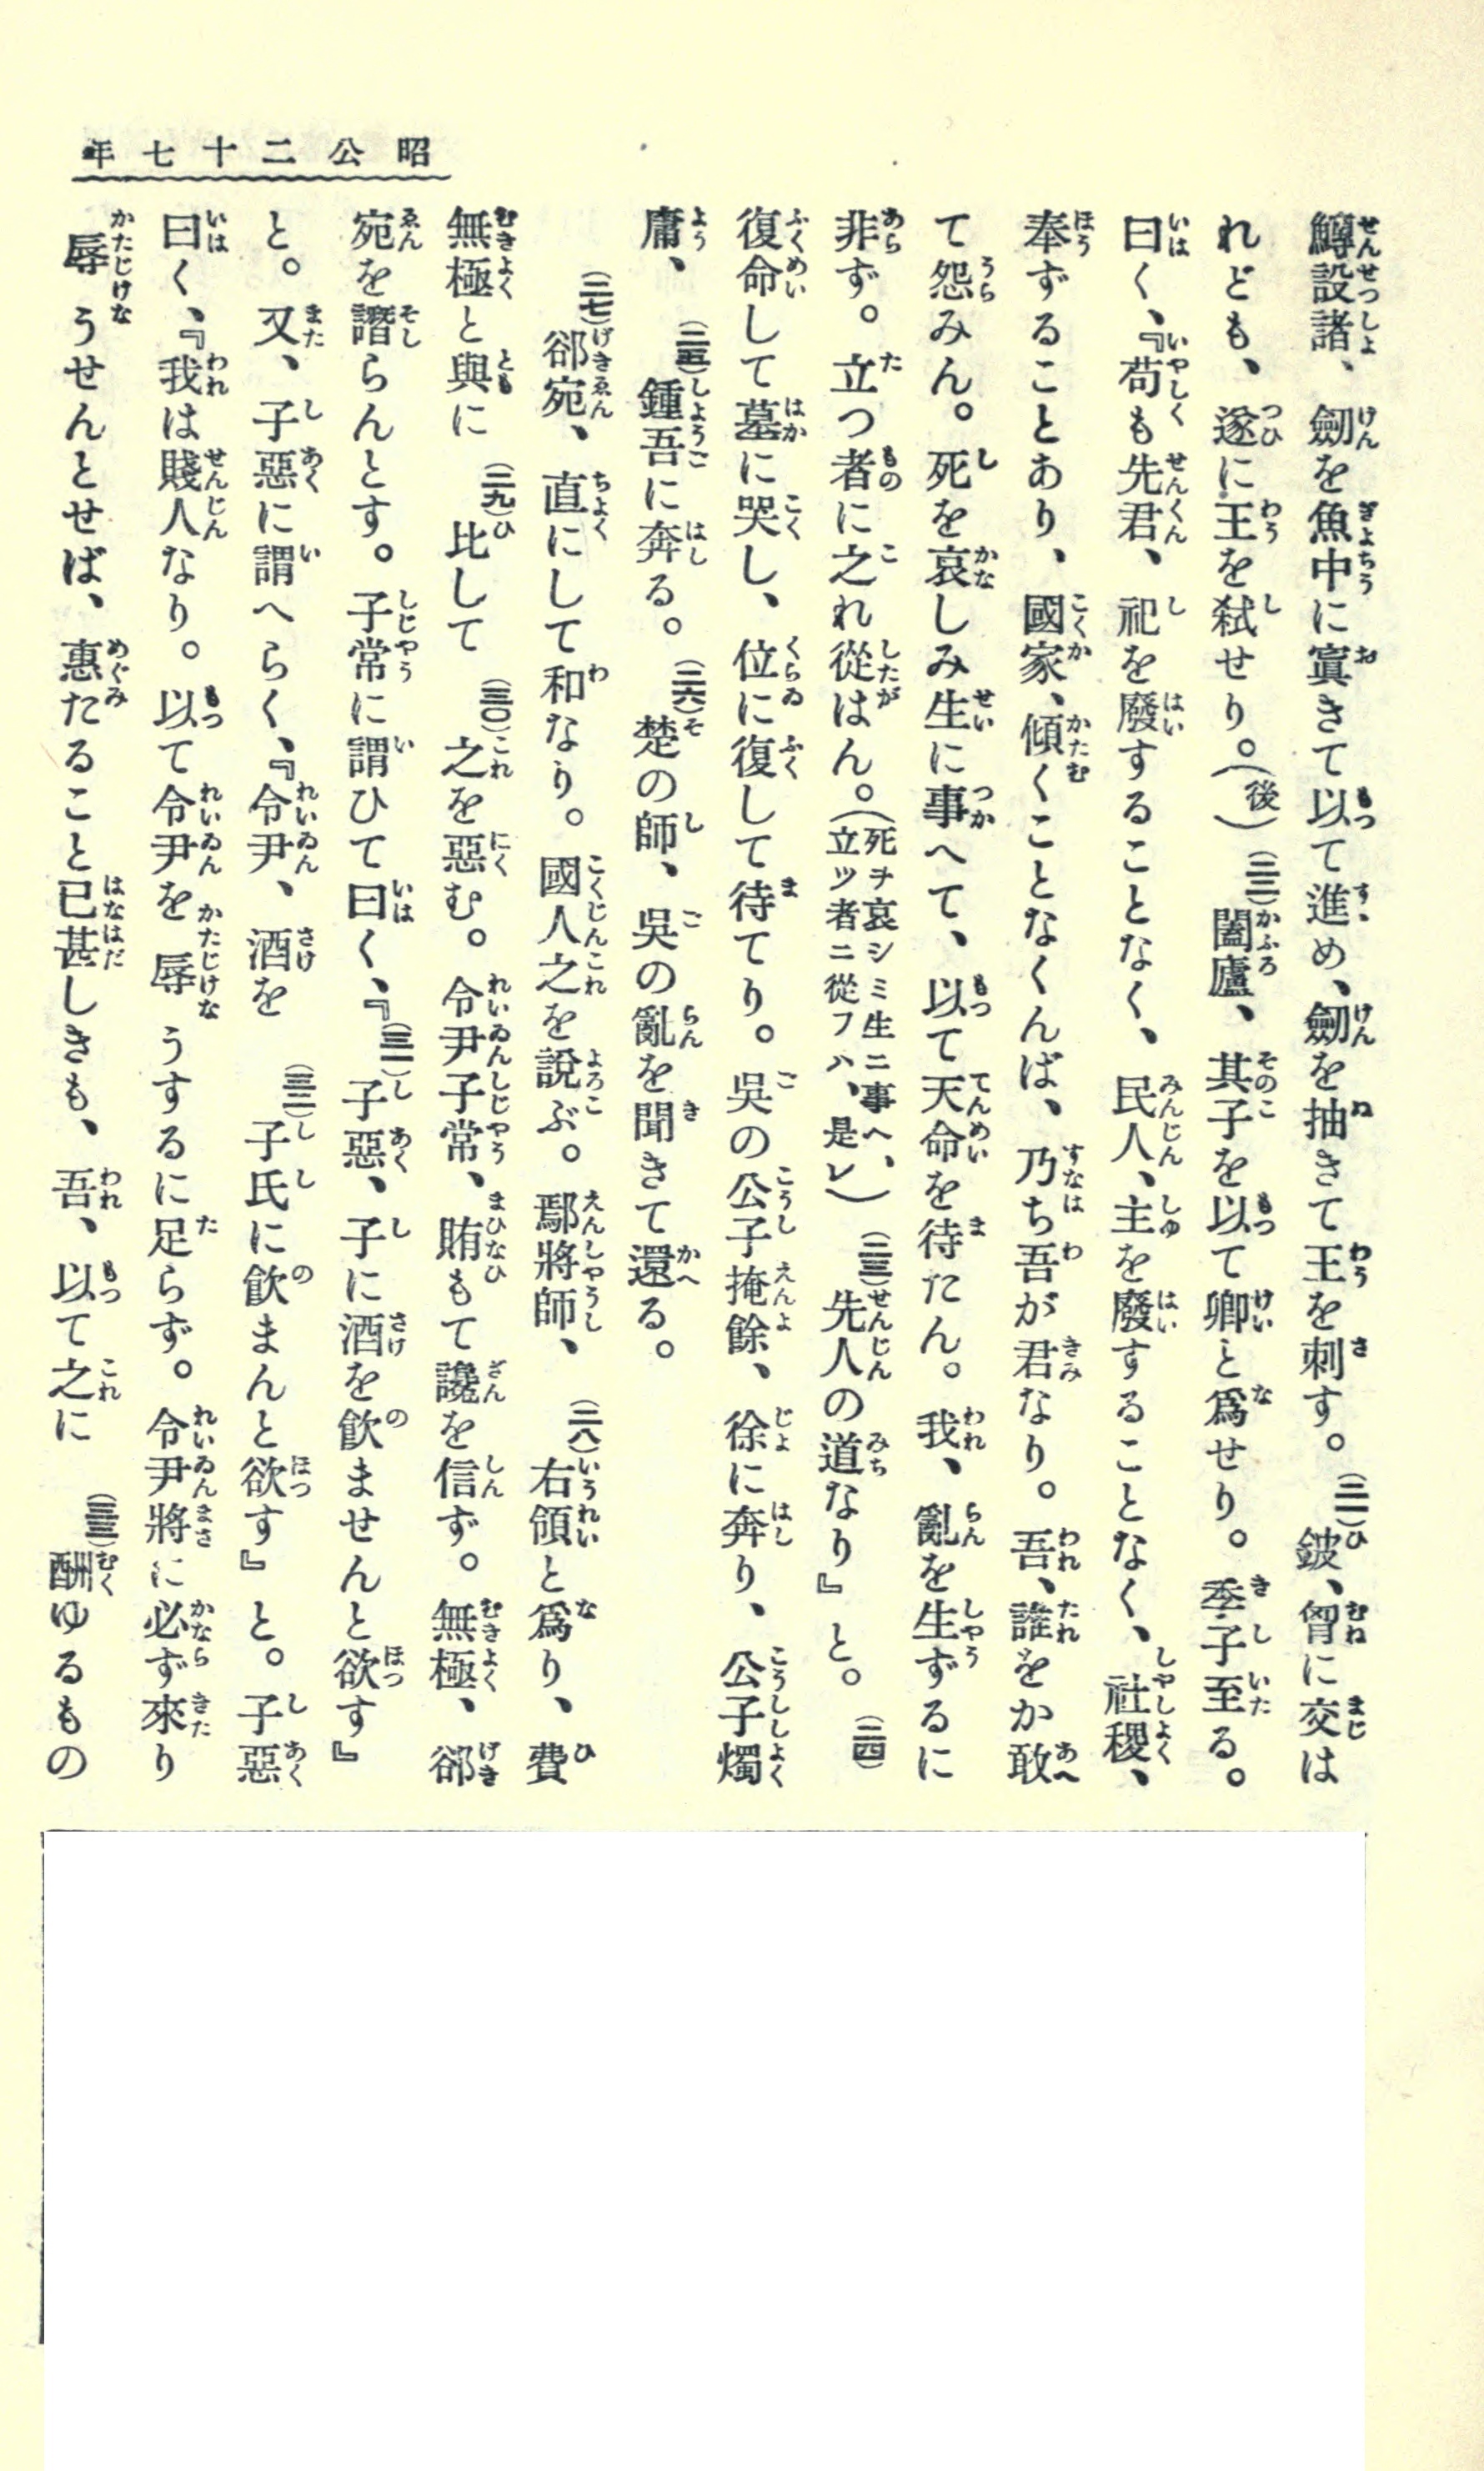 昭公二十七年
鱄設諸、劒を魚中に寘きて以て進め、劒を抽きて王を刺す。(二一)鈹、胷に交は
れども、遂に王を弑せり。(後)(二二)闔廬、其子を以て卿と爲せり。季子至る。
曰く、『苟も先君、祀を廢することなく、民人、主を廢することなく、社稷、
奉ずることあり、國家、傾くことなくんば、乃ち吾が君なり。吾、誰をか敢
て怨みん。死を哀しみ生に事へて、以て天命を待たん。我、亂を生ずるに
非ず。立つ者に之れ從はん。(死ヲ哀シミ生ニ事ヘ、立ツ者ニ從フハ、是レ)(二三)先人の道なり』と。(二四)
復命して墓に哭し、位に復して待てり。吳の公子掩餘、徐に奔り、公子燭
庸、(二五)鍾吾に奔る。(二六)楚の師、吳の亂を聞きて還る。
(二七)郤宛、直にして和なり。國人之を說ぶ。鄢將師、(二八)右領と爲り、費
無極と與に(二九)比して(三〇)之を惡む。令尹子常、賄もて讒を信ず。無極、郤
宛を譖らんとす。子常に謂ひて曰く、『(三一)子惡、子に酒を飮ませんと欲す』
と。又、子惡に謂へらく、『令尹、酒を(三二)子氏に飮まんと欲す』と。子惡
曰く、『我は賤人なり。以て令尹を辱うするに足らず。令尹將に必ず來り
辱うせんとせば、惠たること已甚しきも、吾、以て之に(三三)酬ゆるもの